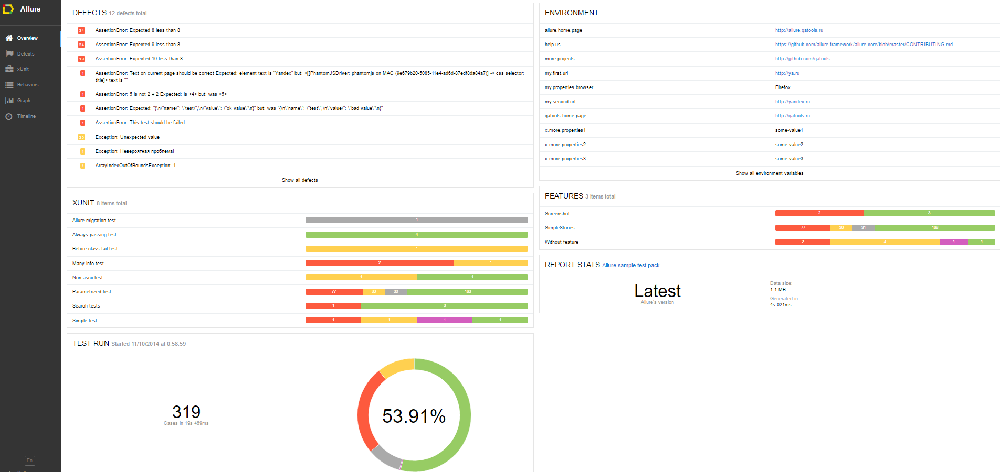 Allure
Overview
Defects
xUnit
Behaviors
Graph
Timeline
En
DEFECTS 12 defects total
34 AssertionError: Expected 8 less than 8
24 AssertionError: Expected 9 less than 8
19 AssertionError: Expected 10 less than 8
1 AssertionError: Text on current page should be correct Expected: element text is "Yandex" but: <[[PhantomJSDriver: phantomjs on MAC (9e679b20-5085-11e4-ad6d-87edf8da84a7)] -> css selector:
title]> text is ""
1 AssertionError: 5 is not 2 + 2 Expected: is <4> but: was <5>
1 AssertionError: Expected: "{\n\"name\": \"test\",\n\"value\": \"ok value\"\n}" but: was "{\n\"name\": \"test\",\n\"value\": \"bad value\"\n}"
1 AssertionError: This test should be failed
30 Exception: Unexpected value
1 Exception: Невероятная проблема!
1 ArrayIndexOutOfBoundsException: 1
Show all defects
XUNIT 8 items total
Allure migration test 1
Always passing test 4
Before class fail test 1
Many info test 2 1
Non ascii test 1 1
Parametrized test 77 30 30 163
Search tests 1 3
Simple test 1 1 1 1
TEST RUN Started 11/10/2014 at 0:58:59
319
Cases in 19s 469ms
53.91%
ENVIRONMENT
allure.home.page http://allure.qatools.ru
help.us https://github.com/allure-framework/allure-core/blob/master/CONTRIBUTING.md
more.projects http://github.com/qatools
my.first.url http://ya.ru
my.properties.browser Firefox
my.second.url http://yandex.ru
qatools.home.page http://qatools.ru
x.more.properties1 some-value1
x.more.properties2 some-value2
x.more.properties3 some-value3
Show all environment variables
FEATURES 3 items total
Screenshot 2 3
SimpleStories 77 30 31 168
Without feature 2 4 1 1
REPORT STATS Allure sample test pack
Latest
Allure's version
Data size:
1.1 MB
Generated in:
4s 021ms